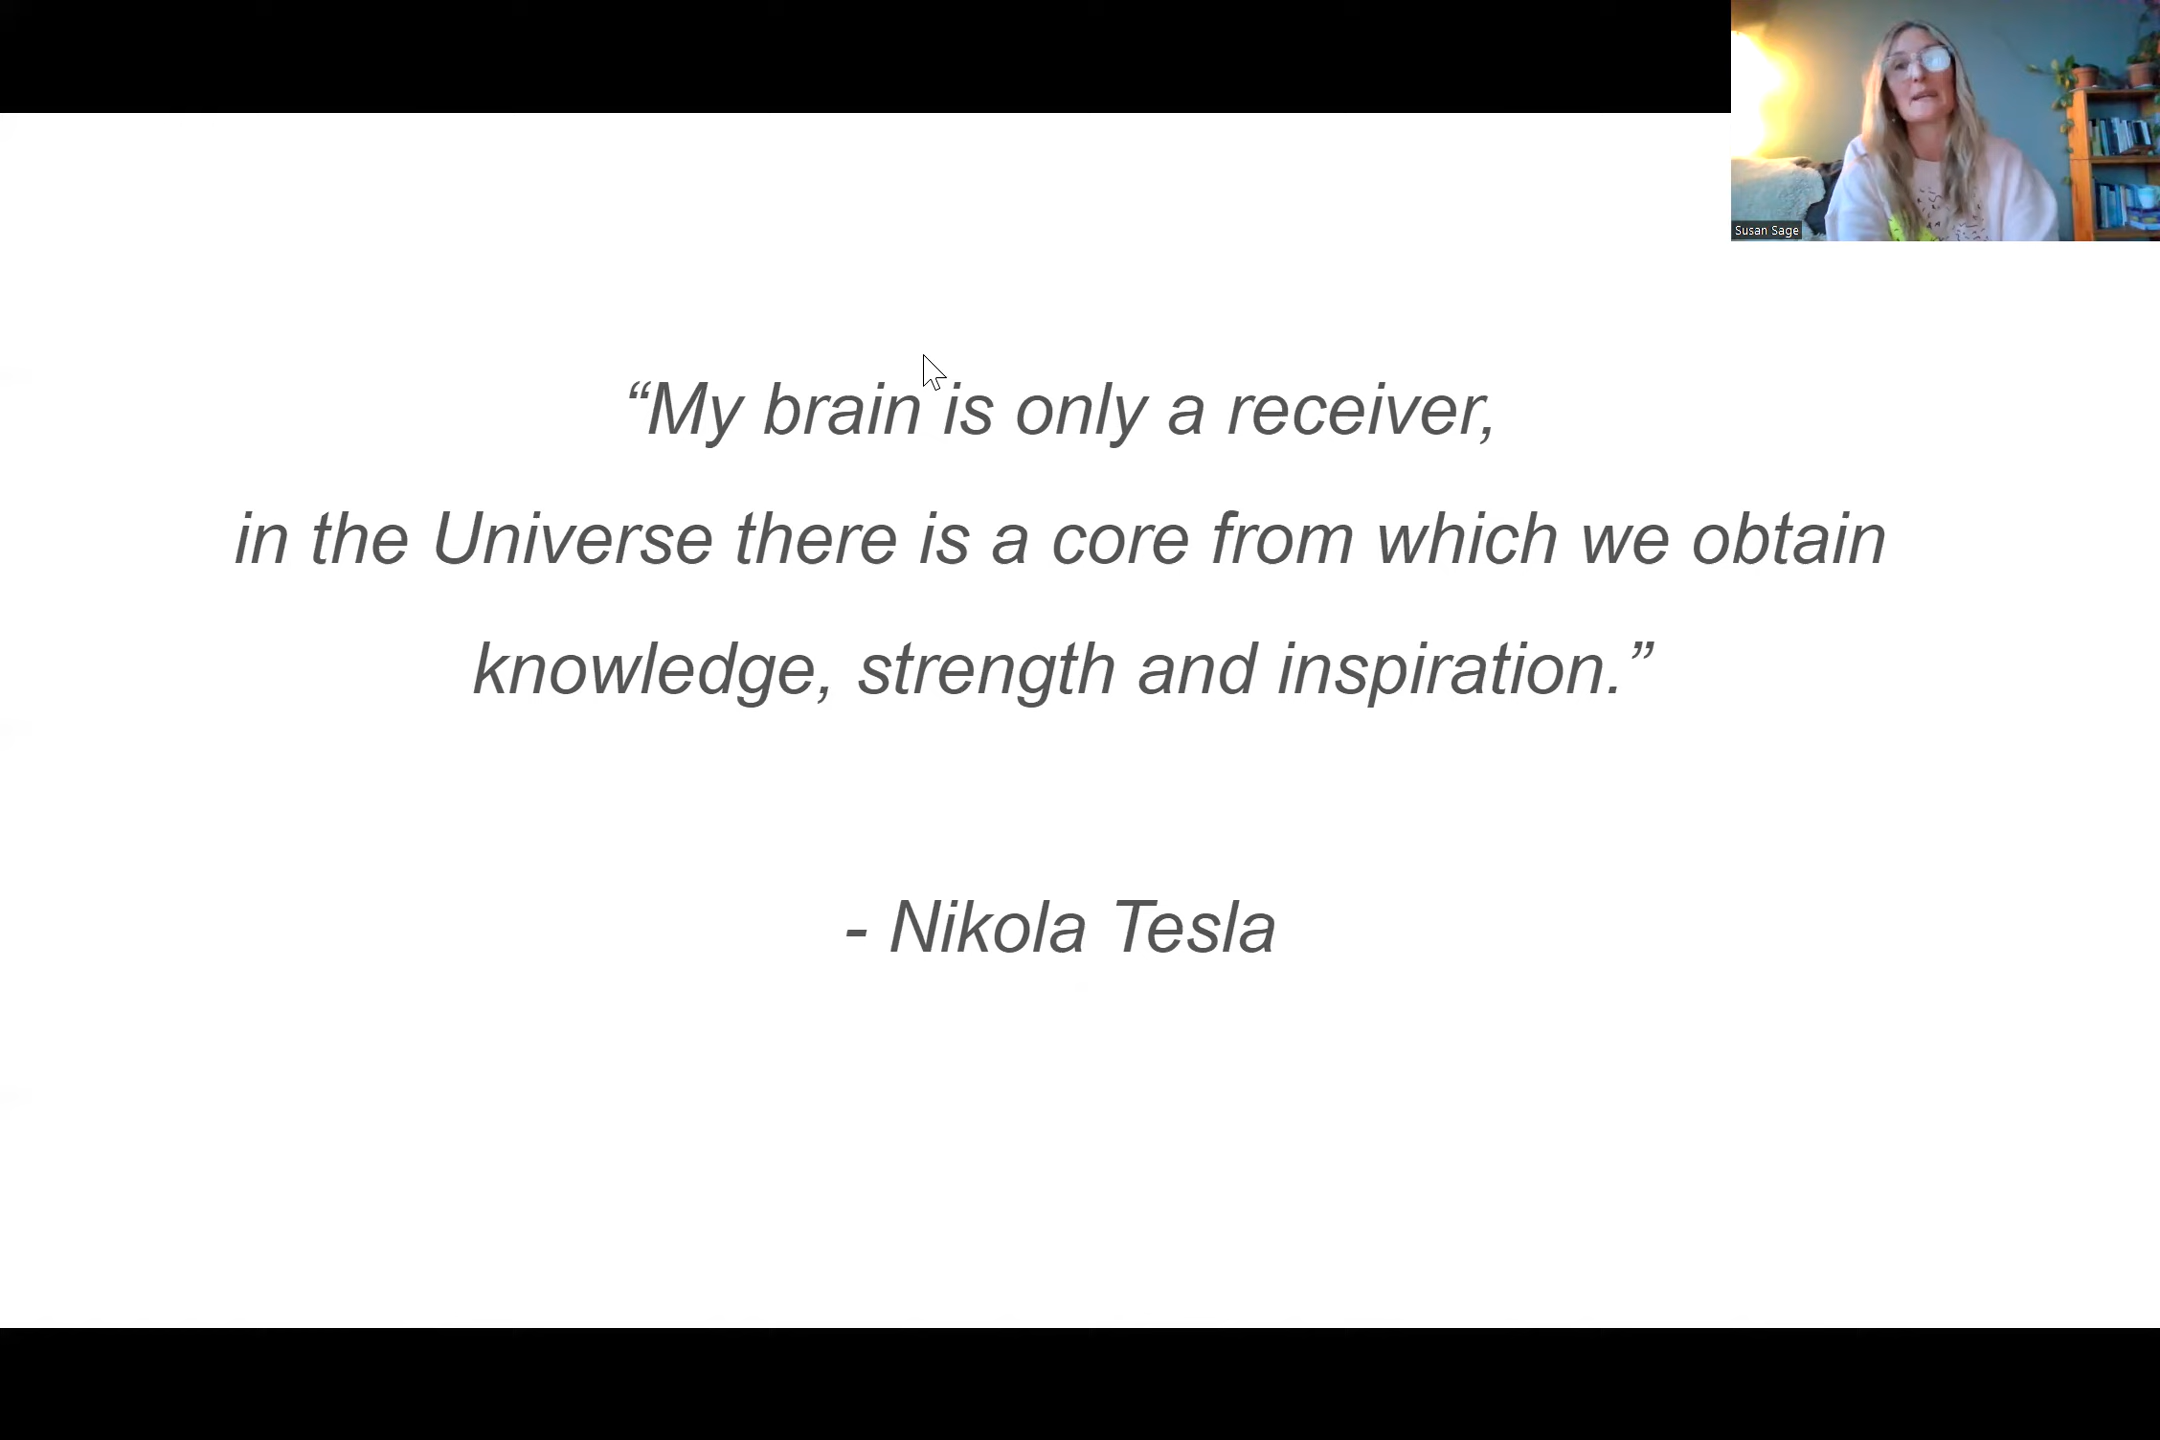 Susan Sage
“My brain is only a receiver,
in the Universe there is a core from which we obtain
knowledge, strength and inspiration.”
- Nikola Tesla